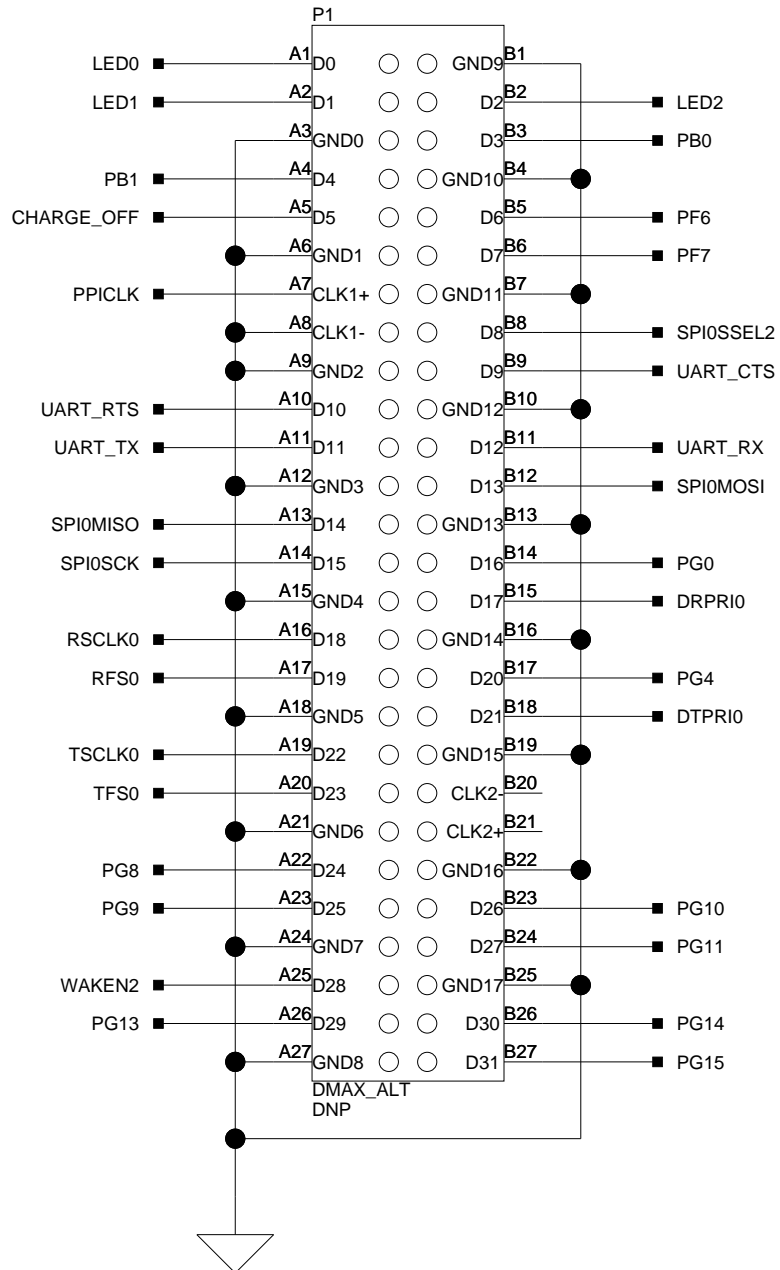 P1
LED0 A1 D0 GND9 B1
LED1 A2 D1 D2 B2 LED2
A3 GND0 D3 B3 PB0
PB1 A4 D4 GND10 B4
CHARGE_OFF A5 D5 D6 B5 PF6
A6 GND1 D7 B6 PF7
PPICLK A7 CLK1+ GND11 B7
A8 CLK1- D8 B8 SPI0SSEL2
A9 GND2 D9 B9 UART_CTS
UART_RTS A10 D10 GND12 B10
UART_TX A11 D11 D12 B11 UART_RX
A12 GND3 D13 B12 SPI0MOSI
SPI0MISO A13 D14 GND13 B13
SPI0SCK A14 D15 D16 B14 PG0
A15 GND4 D17 B15 DRPRI0
RSCLK0 A16 D18 GND14 B16
RFS0 A17 D19 D20 B17 PG4
A18 GND5 D21 B18 DTPRI0
TSCLK0 A19 D22 GND15 B19
TFS0 A20 D23 CLK2- B20
A21 GND6 CLK2+ B21
PG8 A22 D24 GND16 B22
PG9 A23 D25 D26 B23 PG10
A24 GND7 D27 B24 PG11
WAKEN2 A25 D28 GND17 B25
PG13 A26 D29 D30 B26 PG14
A27 GND8 D31 B27 PG15
DMAX_ALT
DNP